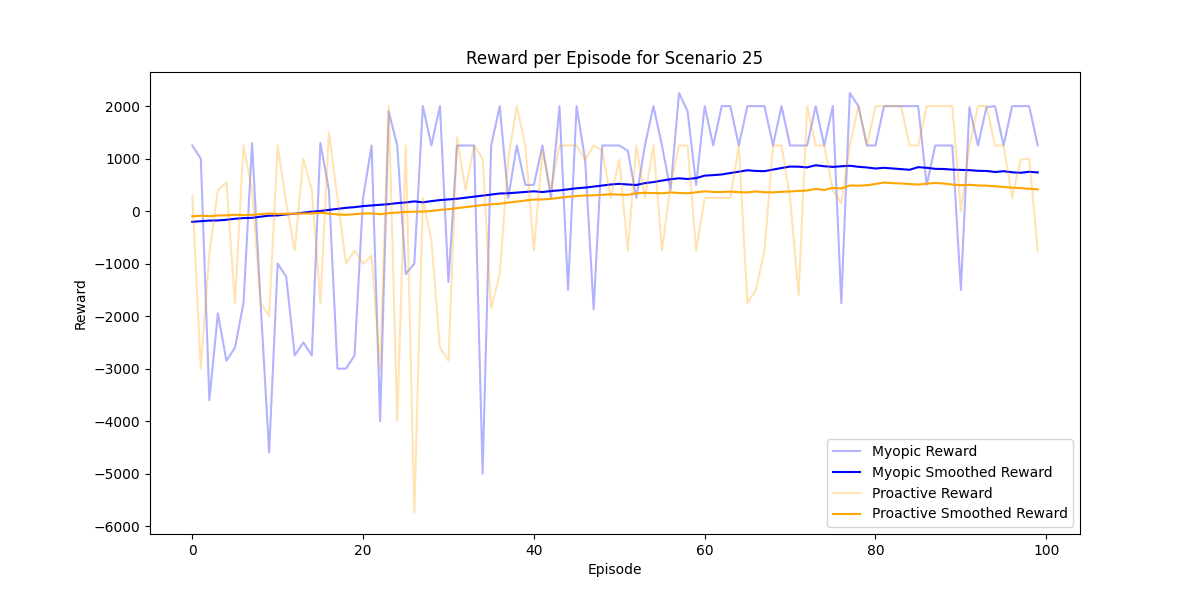 Reward per Episode for Scenario 25
2000
1000
0
−1000
−2000
−3000
−4000
−5000
−6000
Reward
Myopic Reward
Myopic Smoothed Reward
Proactive Reward
Proactive Smoothed Reward
0 20 40 60 80 100
Episode